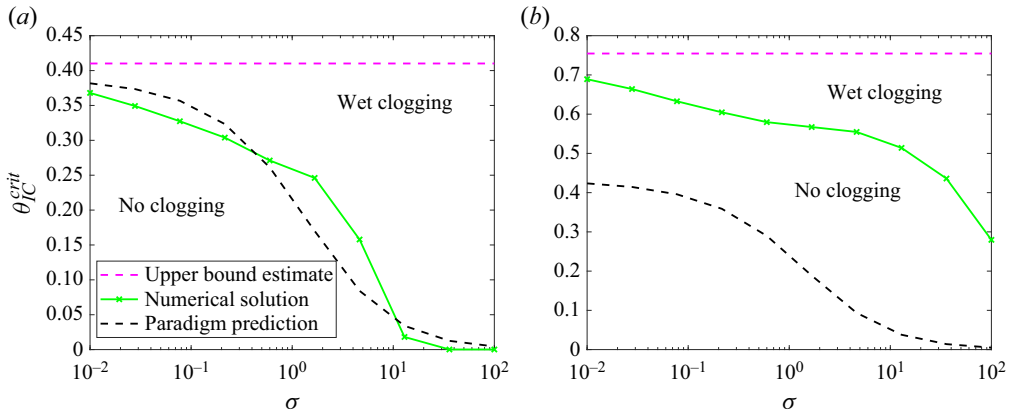 (a)
0.45
0.40
0.35
0.30
0.25
0.20
0.15
0.10
0.05
0
θ_{IC}^{crit}
Wet clogging
No clogging
Upper bound estimate
Numerical solution
Paradigm prediction
10^{−2} 10^{−1} 10^{0} 10^{1} 10^{2}
σ
(b)
0.8
0.7
0.6
0.5
0.4
0.3
0.2
0.1
0
Wet clogging
No clogging
10^{−2} 10^{−1} 10^{0} 10^{1} 10^{2}
σ